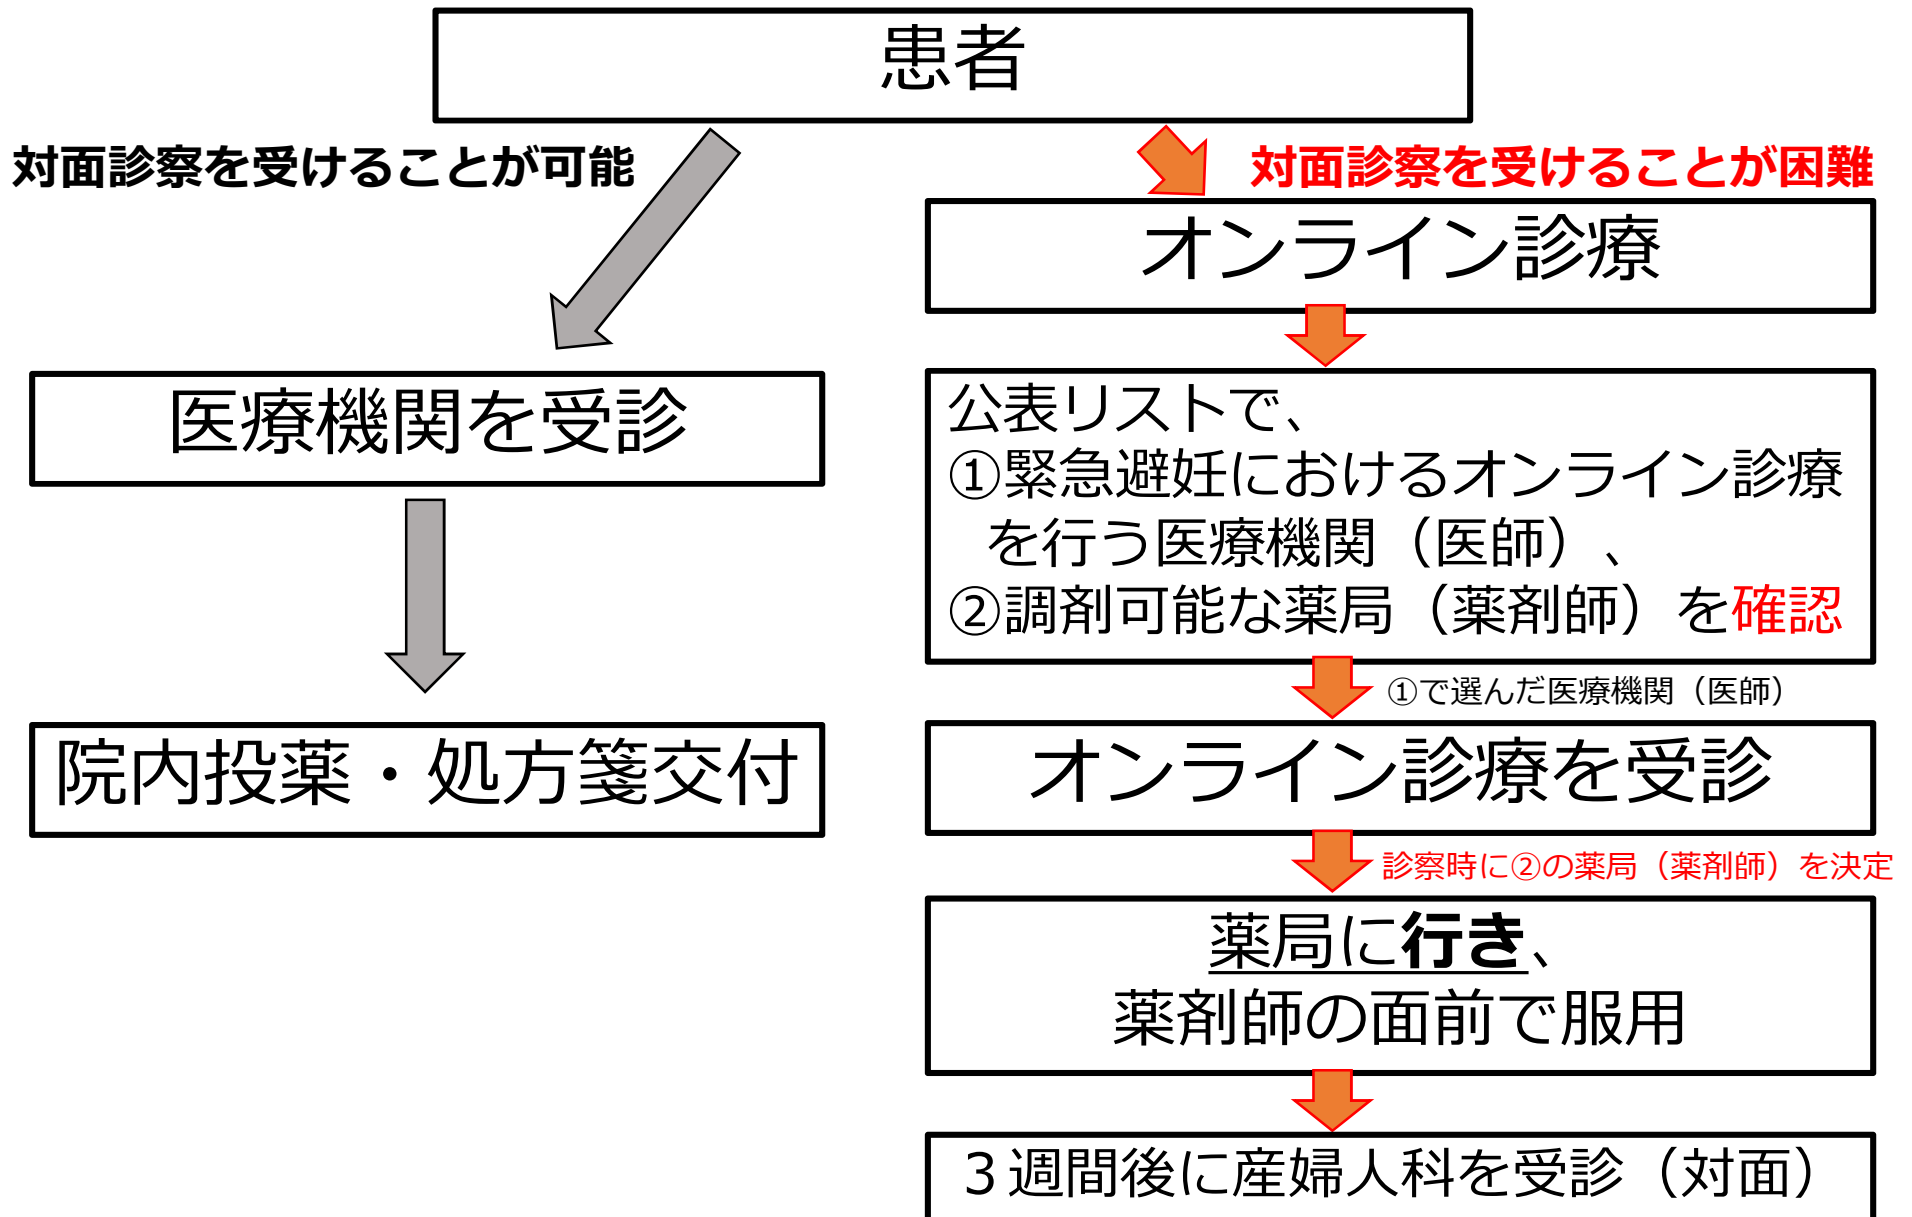 患者
対面診察を受けることが可能
対面診察を受けることが困難
オンライン診療
医療機関を受診
公表リストで、
①緊急避妊におけるオンライン診療
を行う医療機関（医師）、
②調剤可能な薬局（薬剤師）を確認
①で選んだ医療機関（医師）
院内投薬・処方箋交付
オンライン診療を受診
診察時に②の薬局（薬剤師）を決定
薬局に行き、
薬剤師の面前で服用
３週間後に産婦人科を受診（対面）